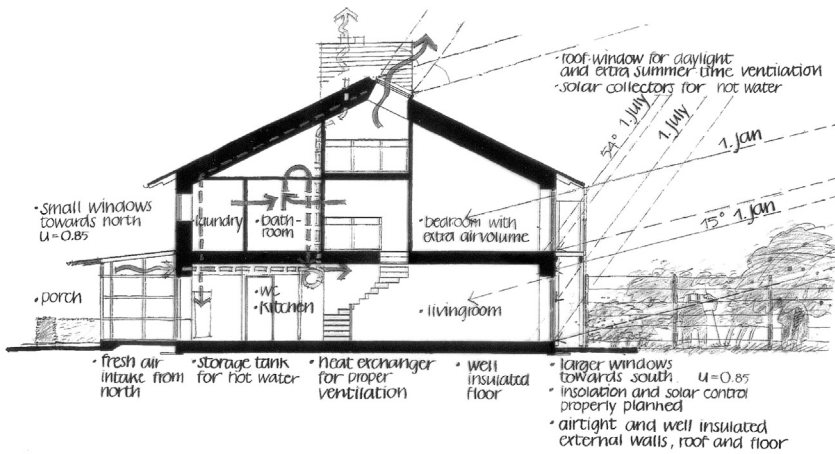 • roof window for daylight
and extra summer time ventilation
• solar collectors for hot water
54° 1. july
1. july
1. jan
15° 1. jan
• small windows
towards north
u = 0.85
• laundry
• bath-
room
• bedroom with
extra airvolume
• porch
• WC
• kitchen
• livingroom
• fresh air
intake from
north
• storage tank
for hot water
• heat exchanger
for proper
ventilation
• well
insulated
floor
• larger windows
towards south u = 0.85
• insolation and solar control
properly planned
• airtight and well insulated
external walls, roof and floor